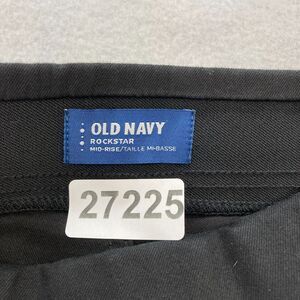 OLD NAVY
ROCKSTAR
MID-RISE/TAILLE MI-BASSE
27225